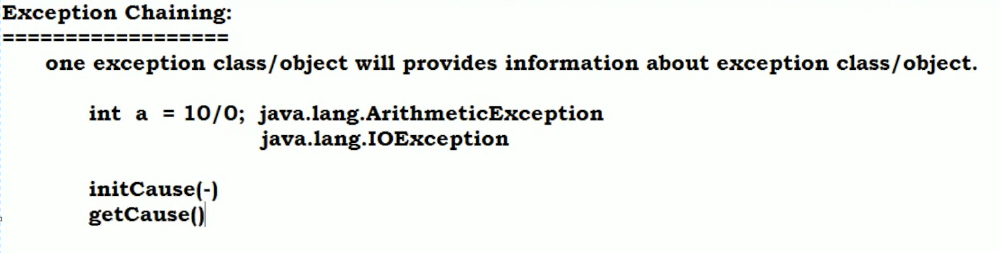 Exception Chaining:
==================
one exception class/object will provides information about exception class/object.
int a = 10/0; java.lang.ArithmeticException
java.lang.IOException
initCause(-)
getCause()